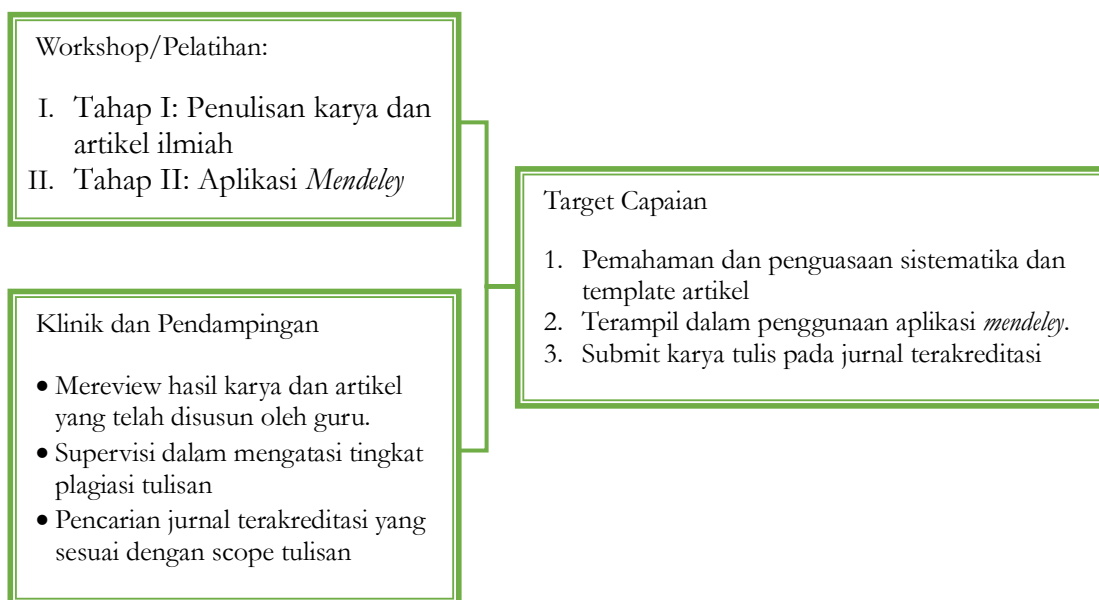 Workshop/Pelatihan:
I. Tahap I: Penulisan karya dan
artikel ilmiah
II. Tahap II: Aplikasi Mendeley
Klinik dan Pendampingan
• Mereview hasil karya dan artikel
yang telah disusun oleh guru.
• Supervisi dalam mengatasi tingkat
plagiasi tulisan
• Pencarian jurnal terakreditasi yang
sesuai dengan scope tulisan
Target Capaian
1. Pemahaman dan penguasaan sistematika dan
template artikel
2. Terampil dalam penggunaan aplikasi mendeley.
3. Submit karya tulis pada jurnal terakreditasi